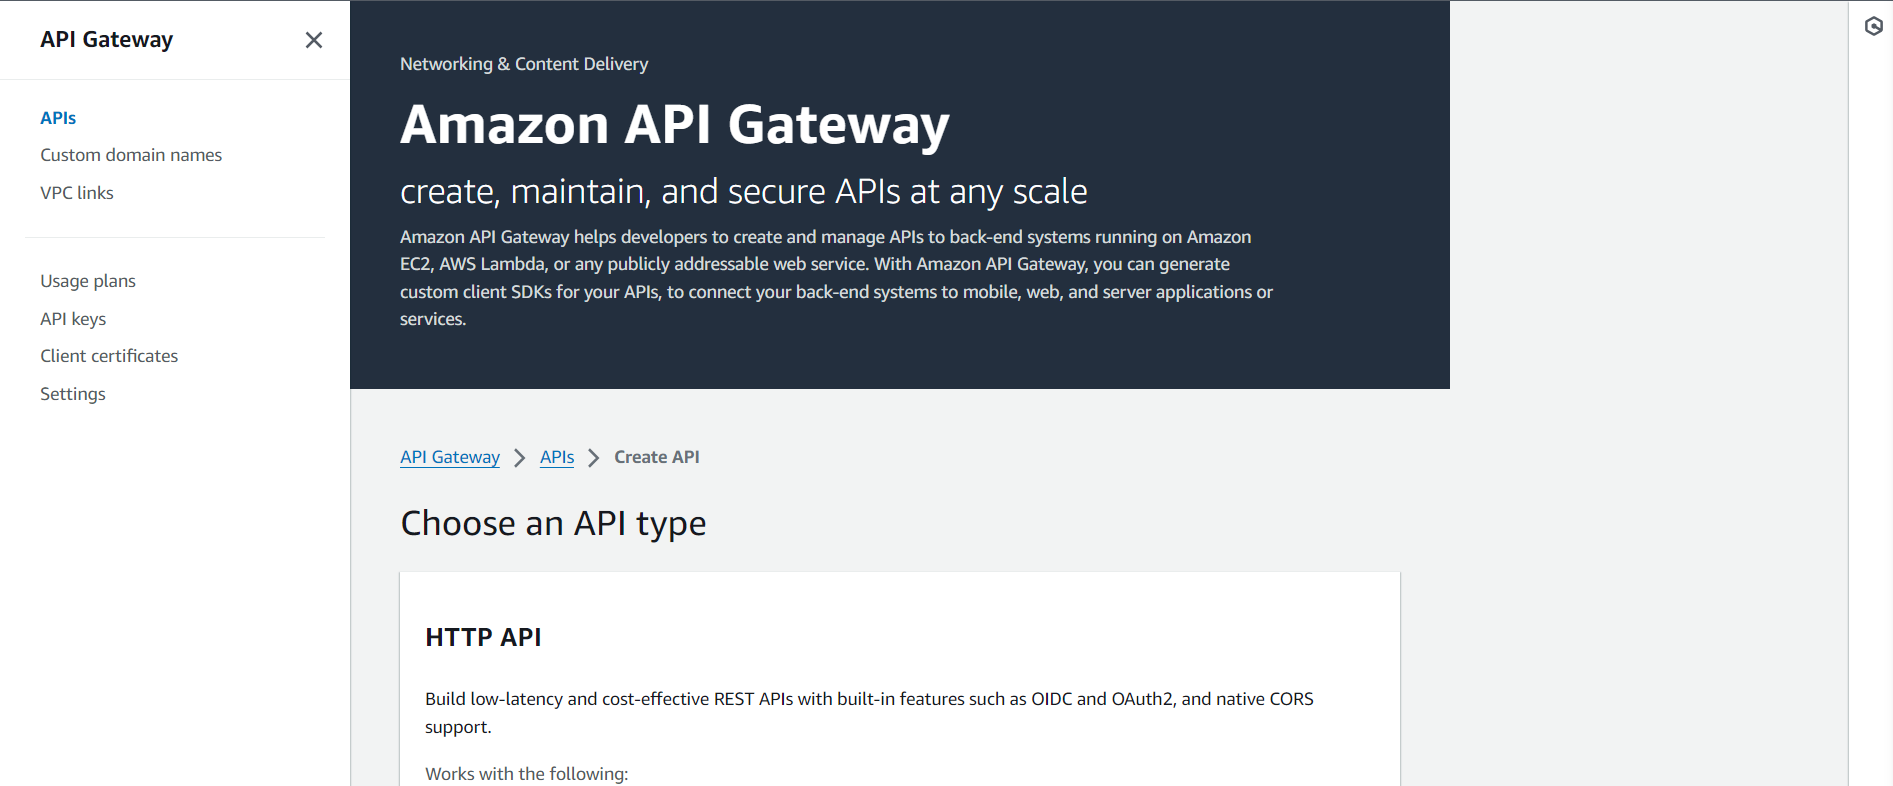 API Gateway
APIs
Custom domain names
VPC links
Usage plans
API keys
Client certificates
Settings
Networking & Content Delivery
Amazon API Gateway
create, maintain, and secure APIs at any scale
Amazon API Gateway helps developers to create and manage APIs to back-end systems running on Amazon
EC2, AWS Lambda, or any publicly addressable web service. With Amazon API Gateway, you can generate
custom client SDKs for your APIs, to connect your back-end systems to mobile, web, and server applications or
services.
API Gateway > APIs > Create API
Choose an API type
HTTP API
Build low-latency and cost-effective REST APIs with built-in features such as OIDC and OAuth2, and native CORS
support.
Works with the following: